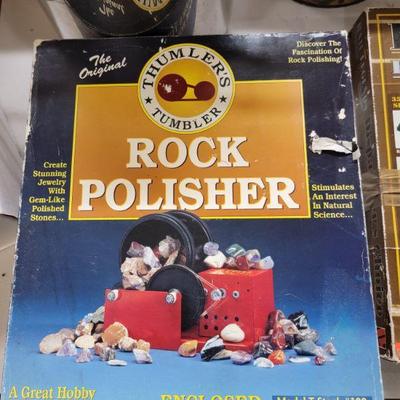 The Original
THUMLER'S
TUMBLER
Discover The
Fascination Of
Rock Polishing!
ROCK
POLISHER
Create
Stunning
Jewelry
With
Gem-Like
Polished
Stones...
Stimulates
An Interest
In Natural
Science...
A Great Hobby
ENCLOSED